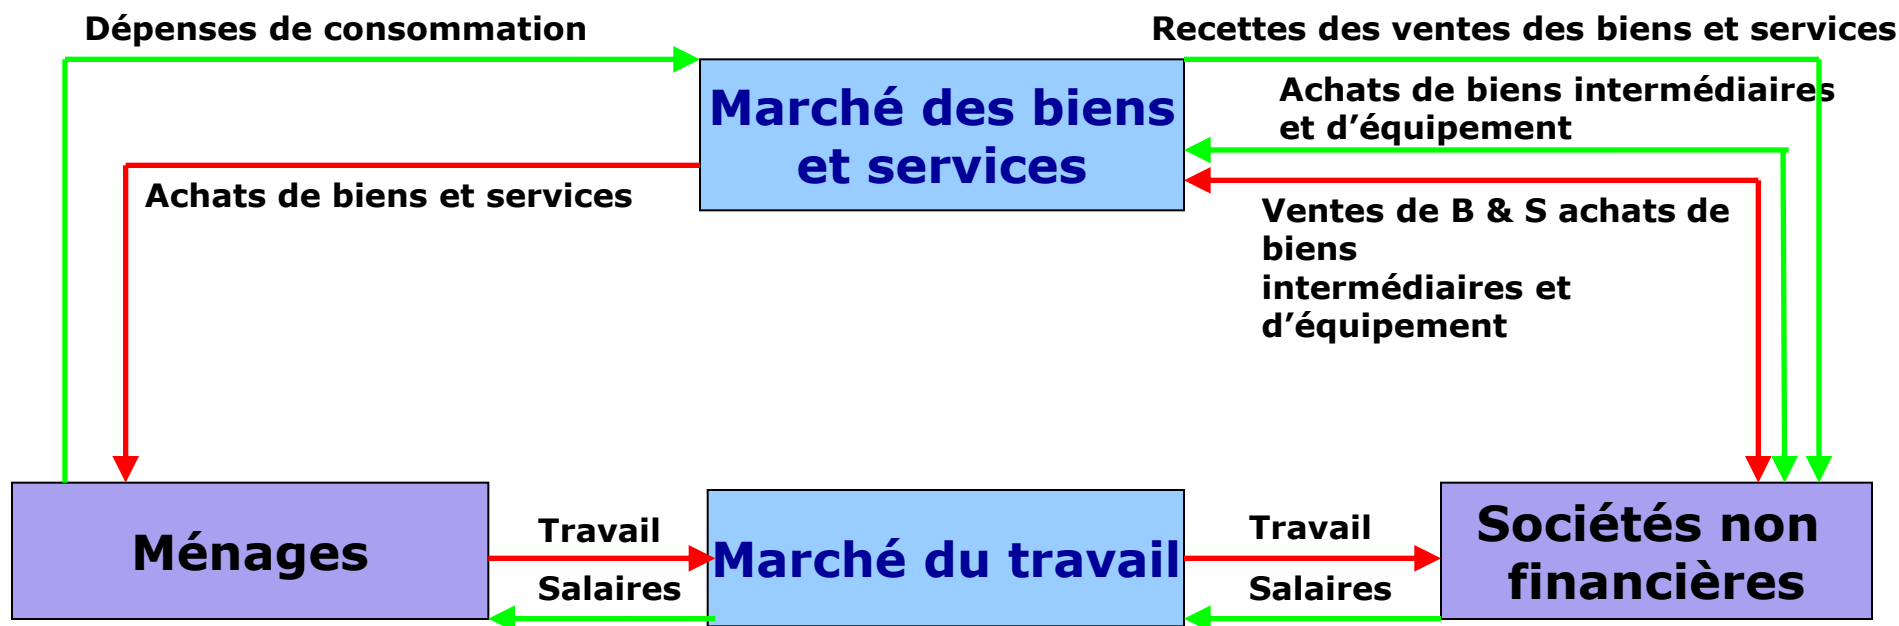 Dépenses de consommation
Recettes des ventes des biens et services
Marché des biens
et services
Achats de biens intermédiaires
et d’équipement
Achats de biens et services
Ventes de B & S achats de
biens
intermédiaires et
d’équipement
Ménages
Travail
Salaires
Marché du travail
Travail
Salaires
Sociétés non
financières